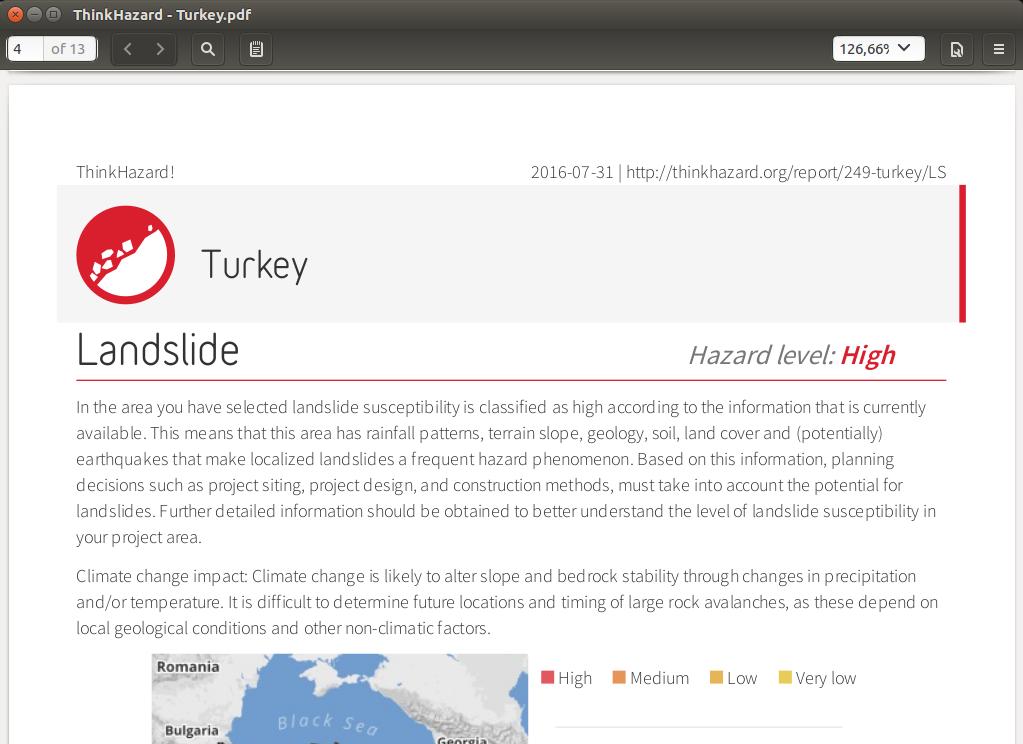 ThinkHazard - Turkey.pdf
4 of 13
126,66%
ThinkHazard!
2016-07-31 | http://thinkhazard.org/report/249-turkey/LS
Turkey
Landslide
Hazard level: High
In the area you have selected landslide susceptibility is classified as high according to the information that is currently
available. This means that this area has rainfall patterns, terrain slope, geology, soil, land cover and (potentially)
earthquakes that make localized landslides a frequent hazard phenomenon. Based on this information, planning
decisions such as project siting, project design, and construction methods, must take into account the potential for
landslides. Further detailed information should be obtained to better understand the level of landslide susceptibility in
your project area.
Climate change impact: Climate change is likely to alter slope and bedrock stability through changes in precipitation
and/or temperature. It is difficult to determine future locations and timing of large rock avalanches, as these depend on
local geological conditions and other non-climatic factors.
Romania
High Medium Low Very low
Black Sea
Bulgaria
Georgia